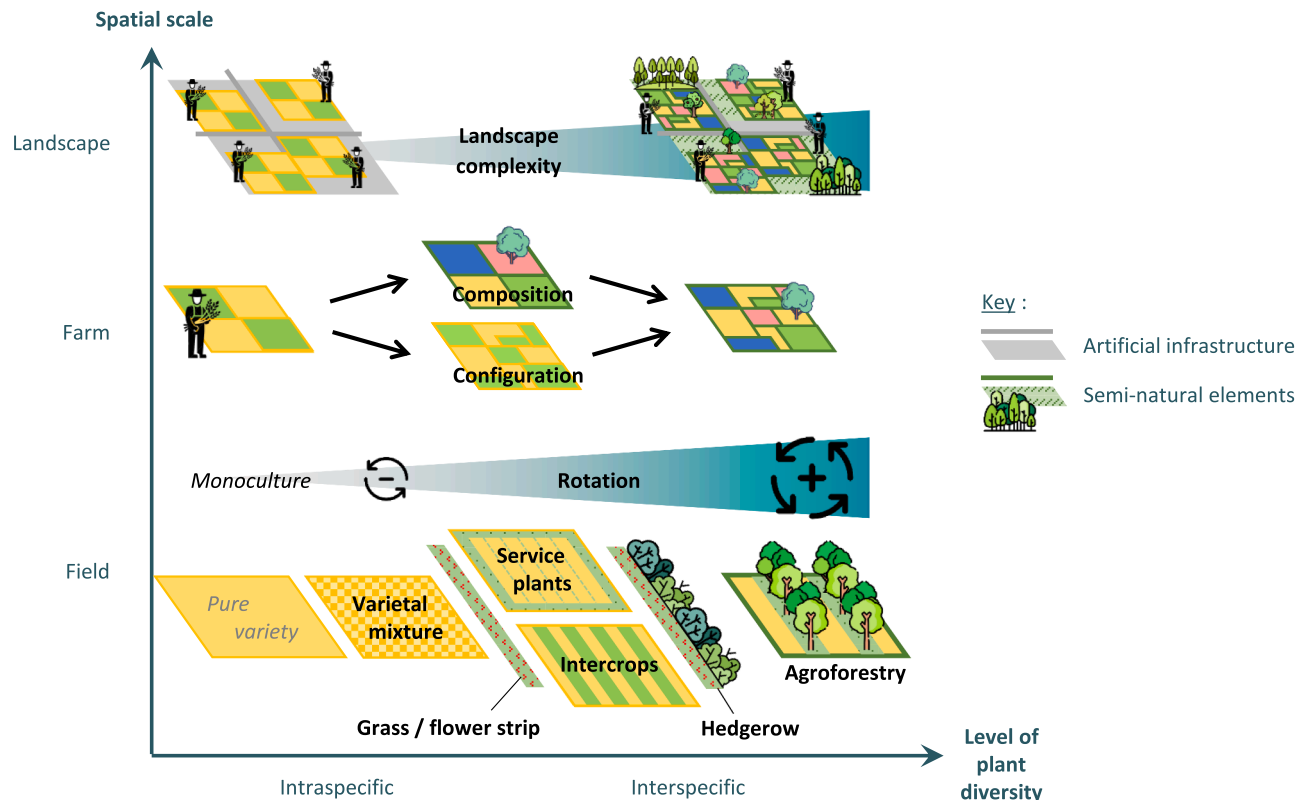 Spatial scale
Landscape
Landscape
complexity
Farm
Composition
Configuration
Key :
Artificial infrastructure
Semi-natural elements
Monoculture
-
Rotation
+
Field
Pure
variety
Varietal
mixture
Service
plants
Intercrops
Agroforestry
Grass / flower strip
Hedgerow
Level of
plant
diversity
Intraspecific
Interspecific